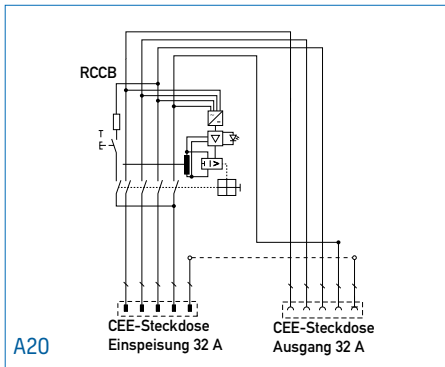 RCCB
T
I>
CEE-Steckdose
Einspeisung 32 A
CEE-Steckdose
Ausgang 32 A
A20